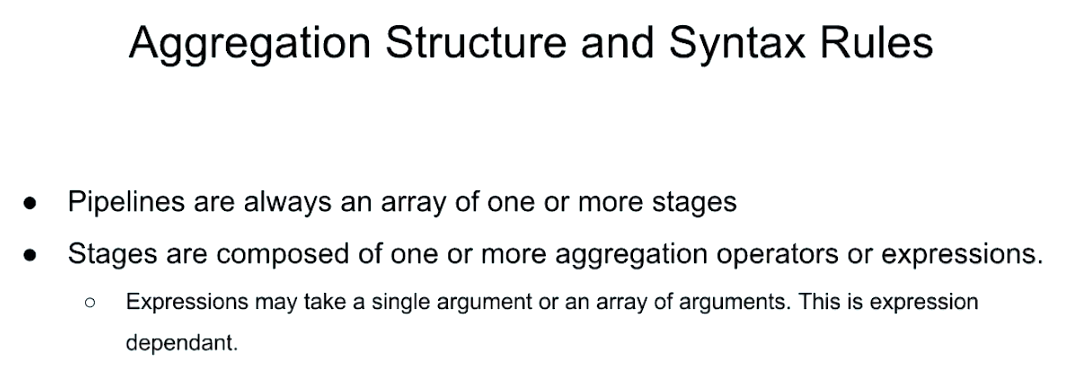 Aggregation Structure and Syntax Rules
● Pipelines are always an array of one or more stages
● Stages are composed of one or more aggregation operators or expressions.
○ Expressions may take a single argument or an array of arguments. This is expression
dependant.